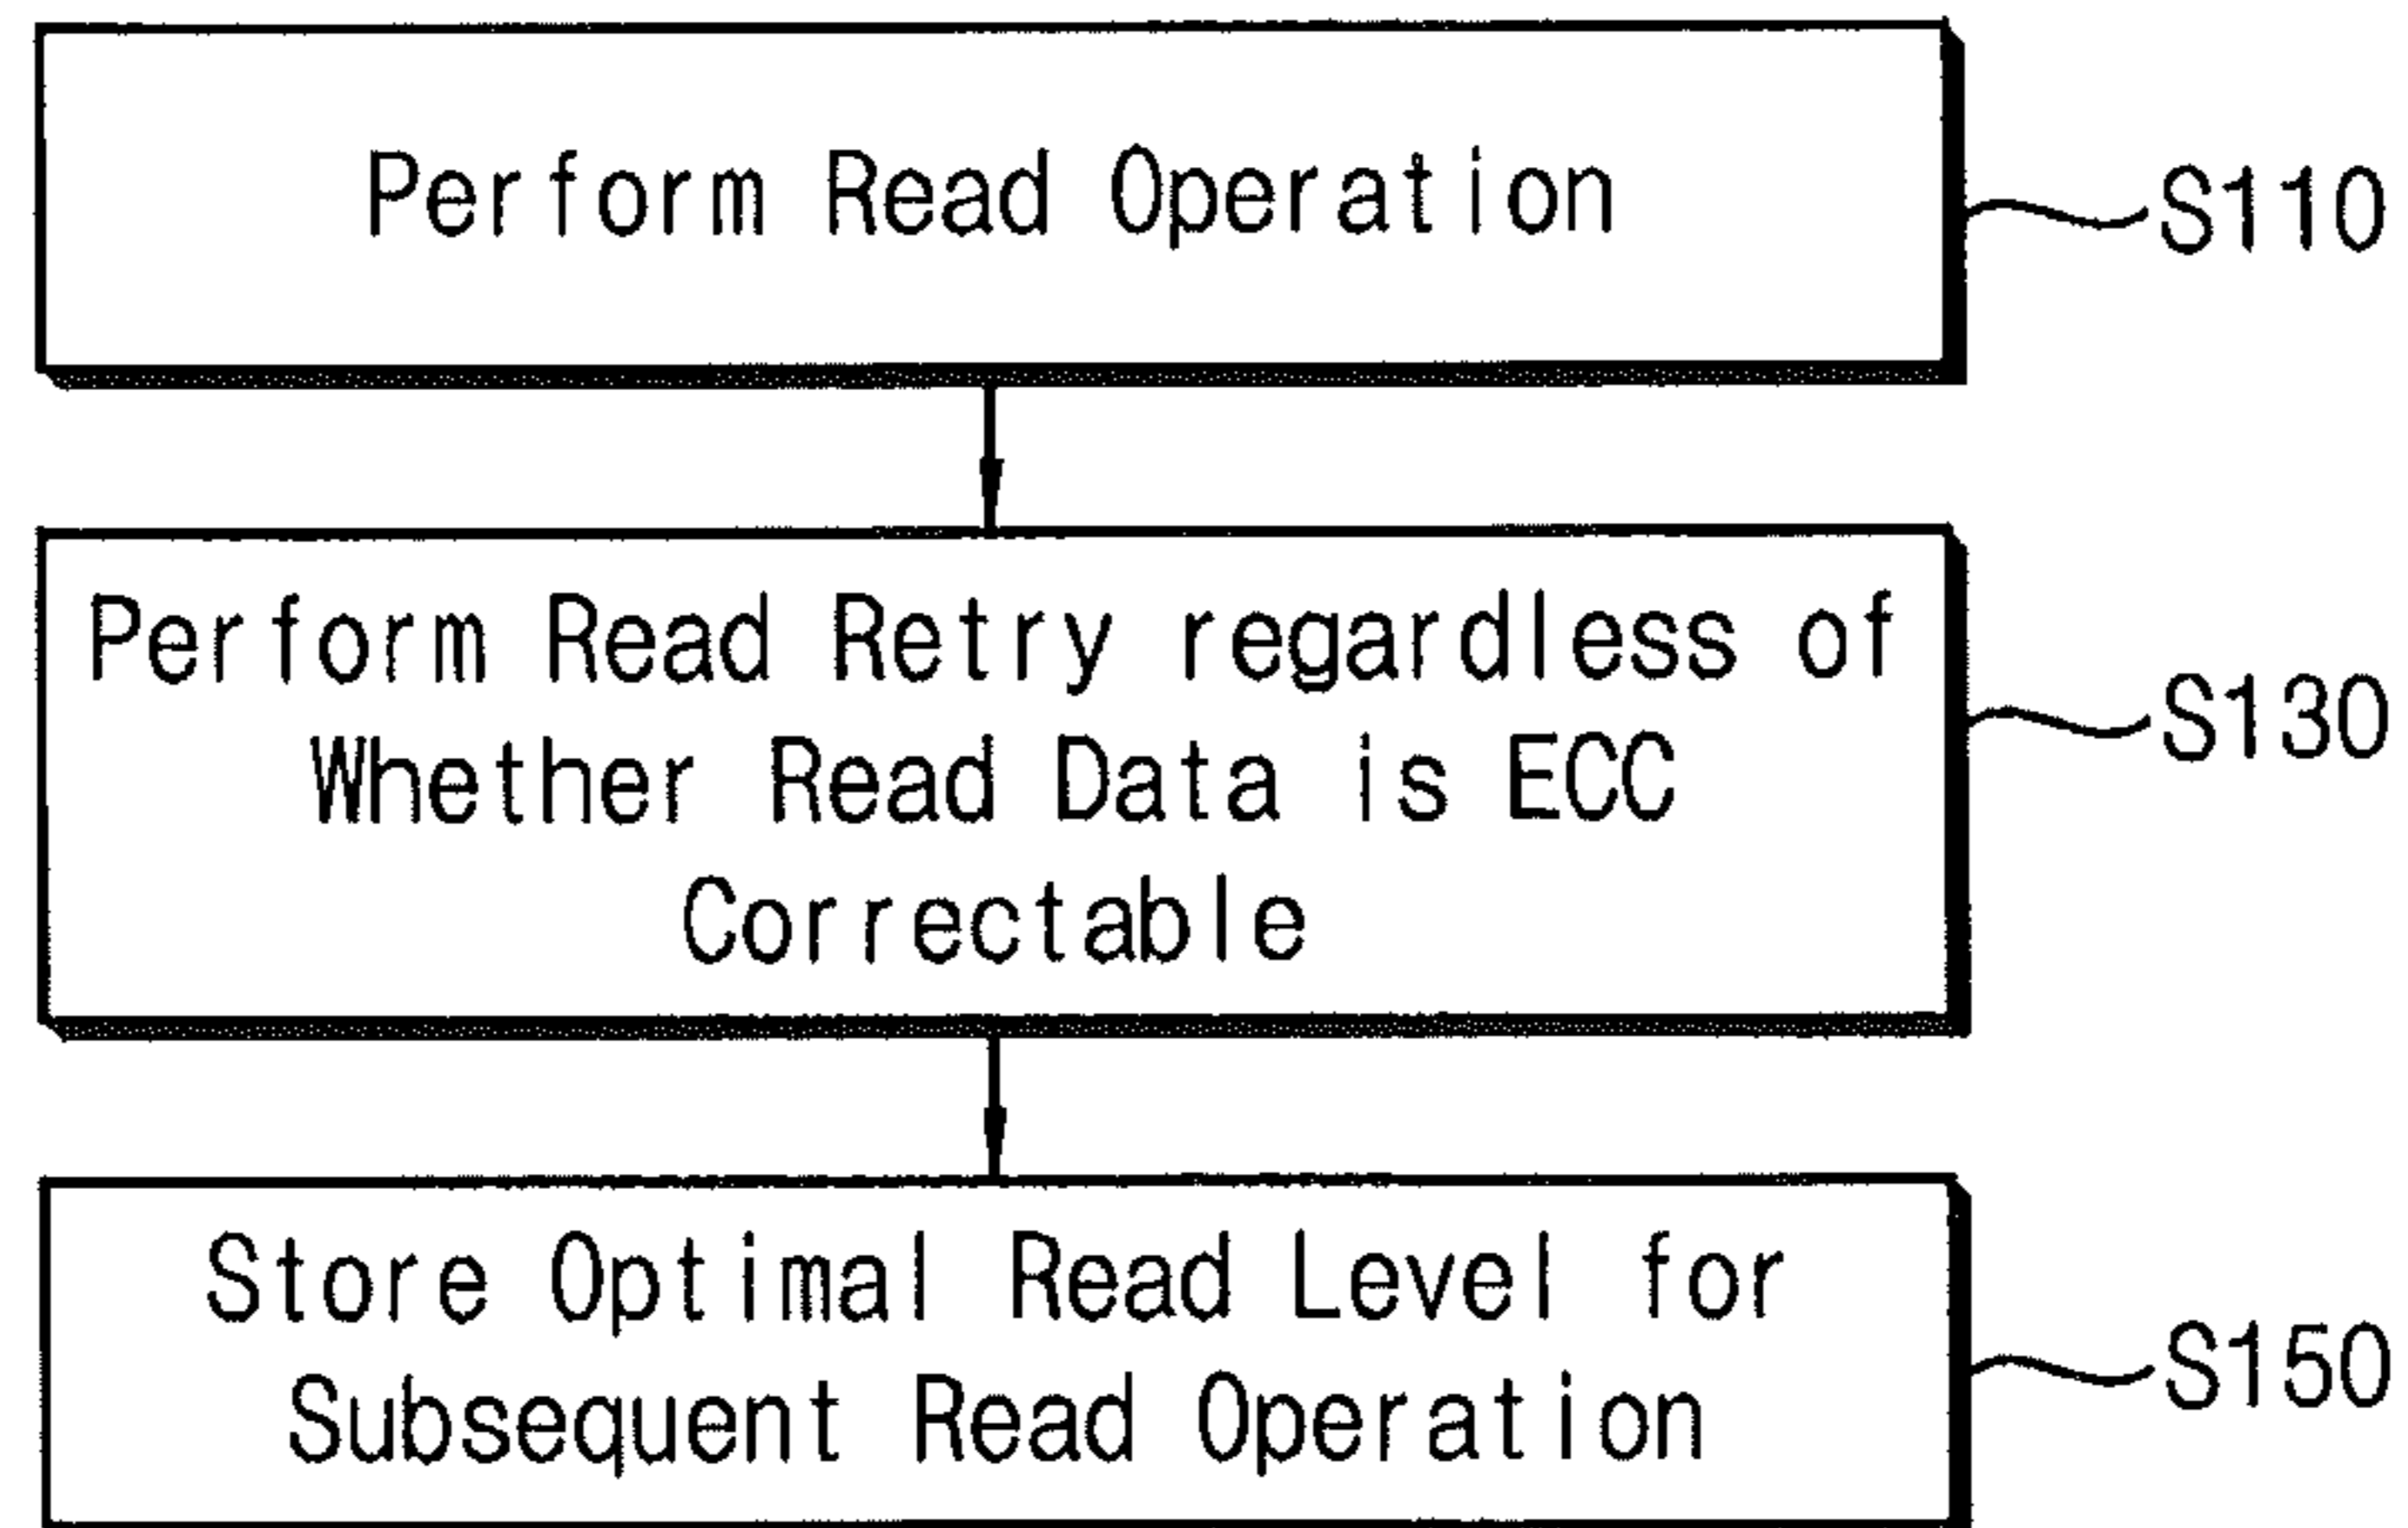 Perform Read Operation
S110
Perform Read Retry regardless of
Whether Read Data is ECC
Correctable
S130
Store Optimal Read Level for
Subsequent Read Operation
S150